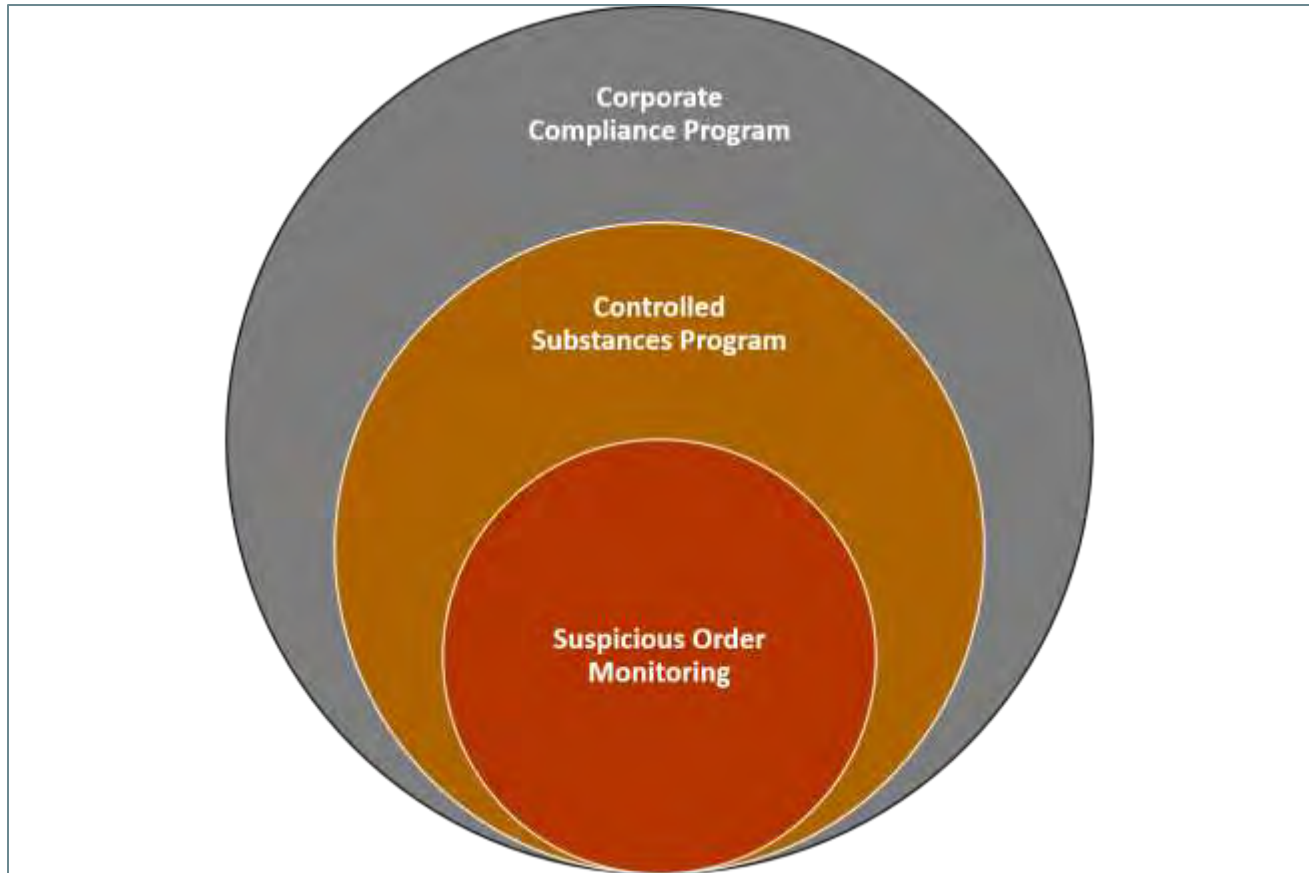 Corporate
Compliance Program
Controlled
Substances Program
Suspicious Order
Monitoring